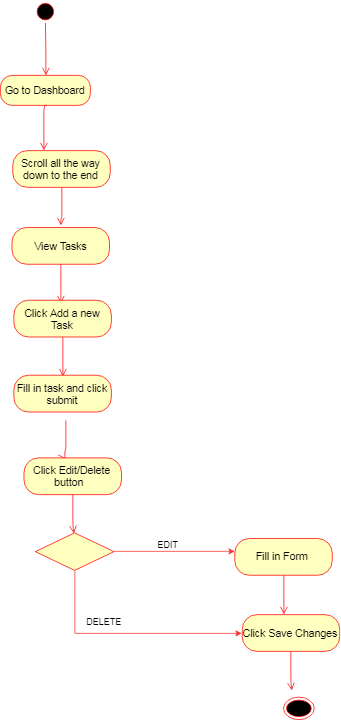 Go to Dashboard
Scroll all the way
down to the end
View Tasks
Click Add a new
Task
Fill in task and click
submit
Click Edit/Delete
button
EDIT
Fill in Form
DELETE
Click Save Changes